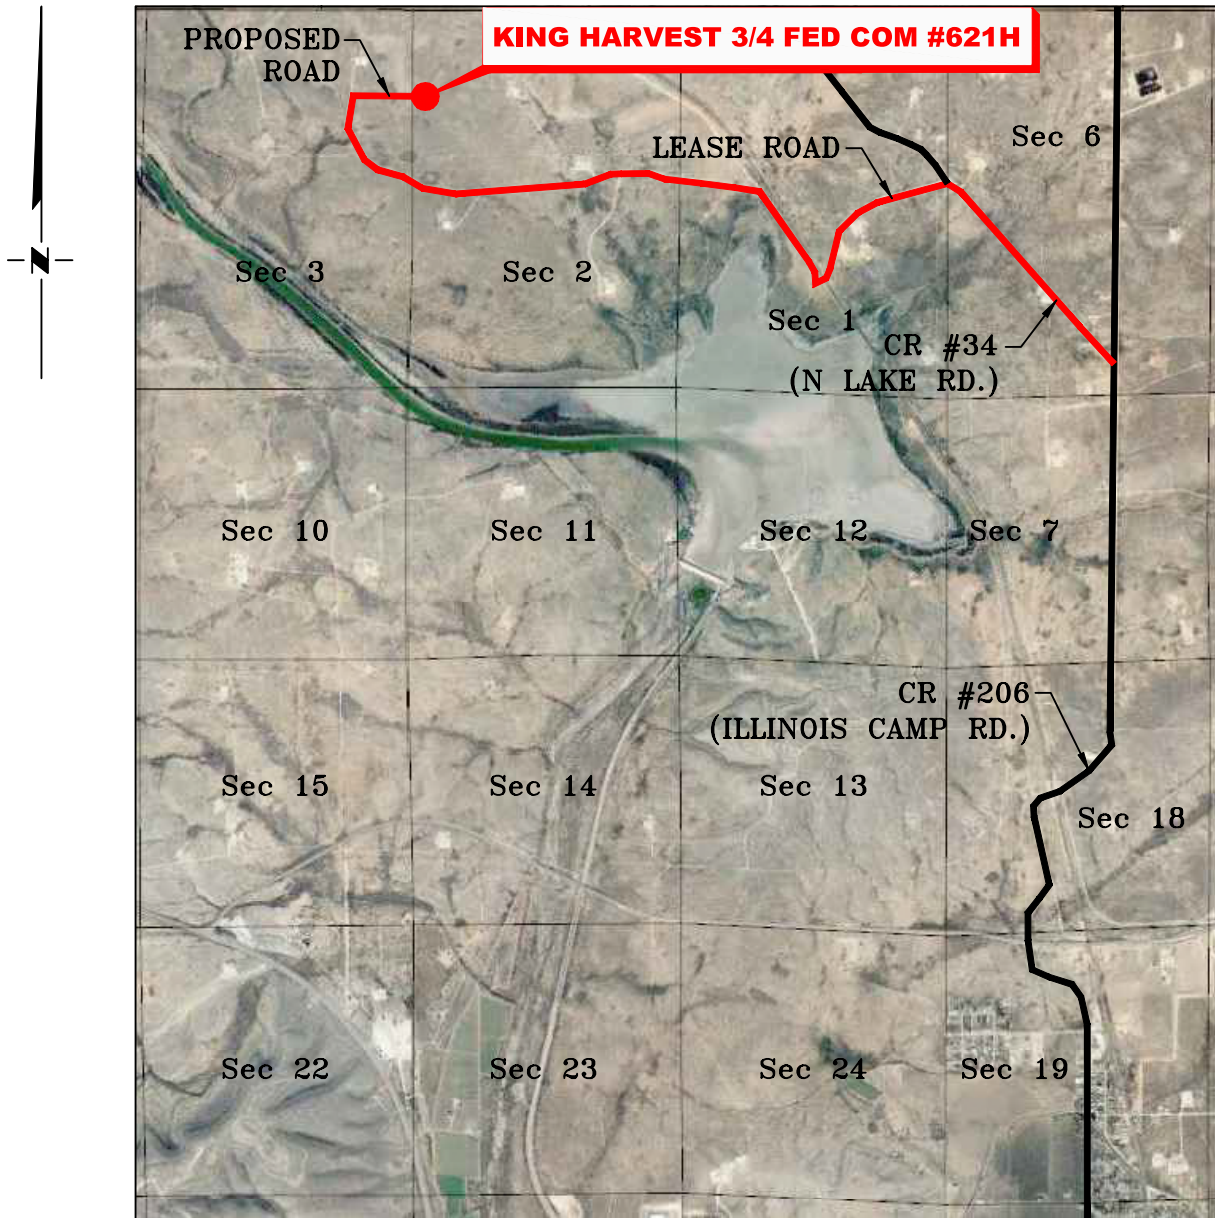 PROPOSED
ROAD
KING HARVEST 3/4 FED COM #621H
Sec 6
LEASE ROAD
Sec 3
Sec 2
Sec 1
CR #34
(N LAKE RD.)
Sec 10
Sec 11
Sec 12
Sec 7
CR #206
(ILLINOIS CAMP RD.)
Sec 15
Sec 14
Sec 13
Sec 18
Sec 22
Sec 23
Sec 24
Sec 19
N